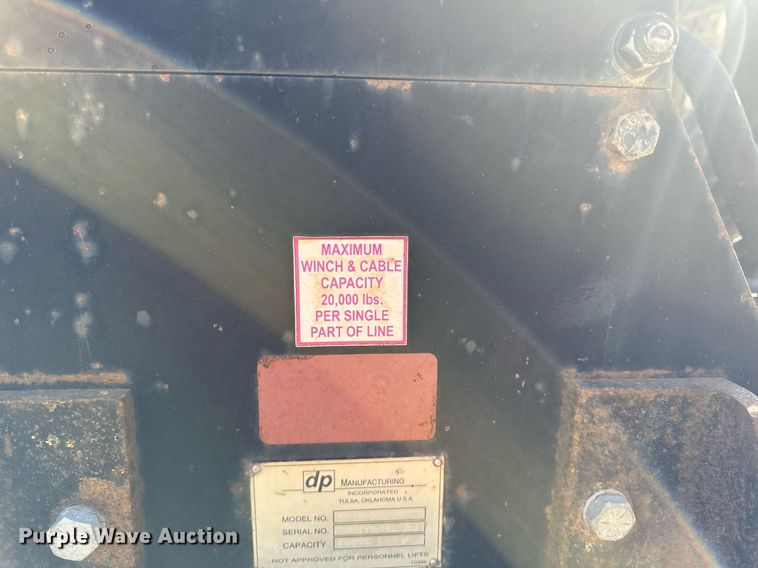 MAXIMUM
WINCH & CABLE
CAPACITY
20,000 lbs.
PER SINGLE
PART OF LINE
dp MANUFACTURING
INCORPORATED
TULSA, OKLAHOMA U.S.A.
MODEL NO.
SERIAL NO.
CAPACITY
NOT APPROVED FOR PERSONNEL LIFTS
Purple Wave Auction